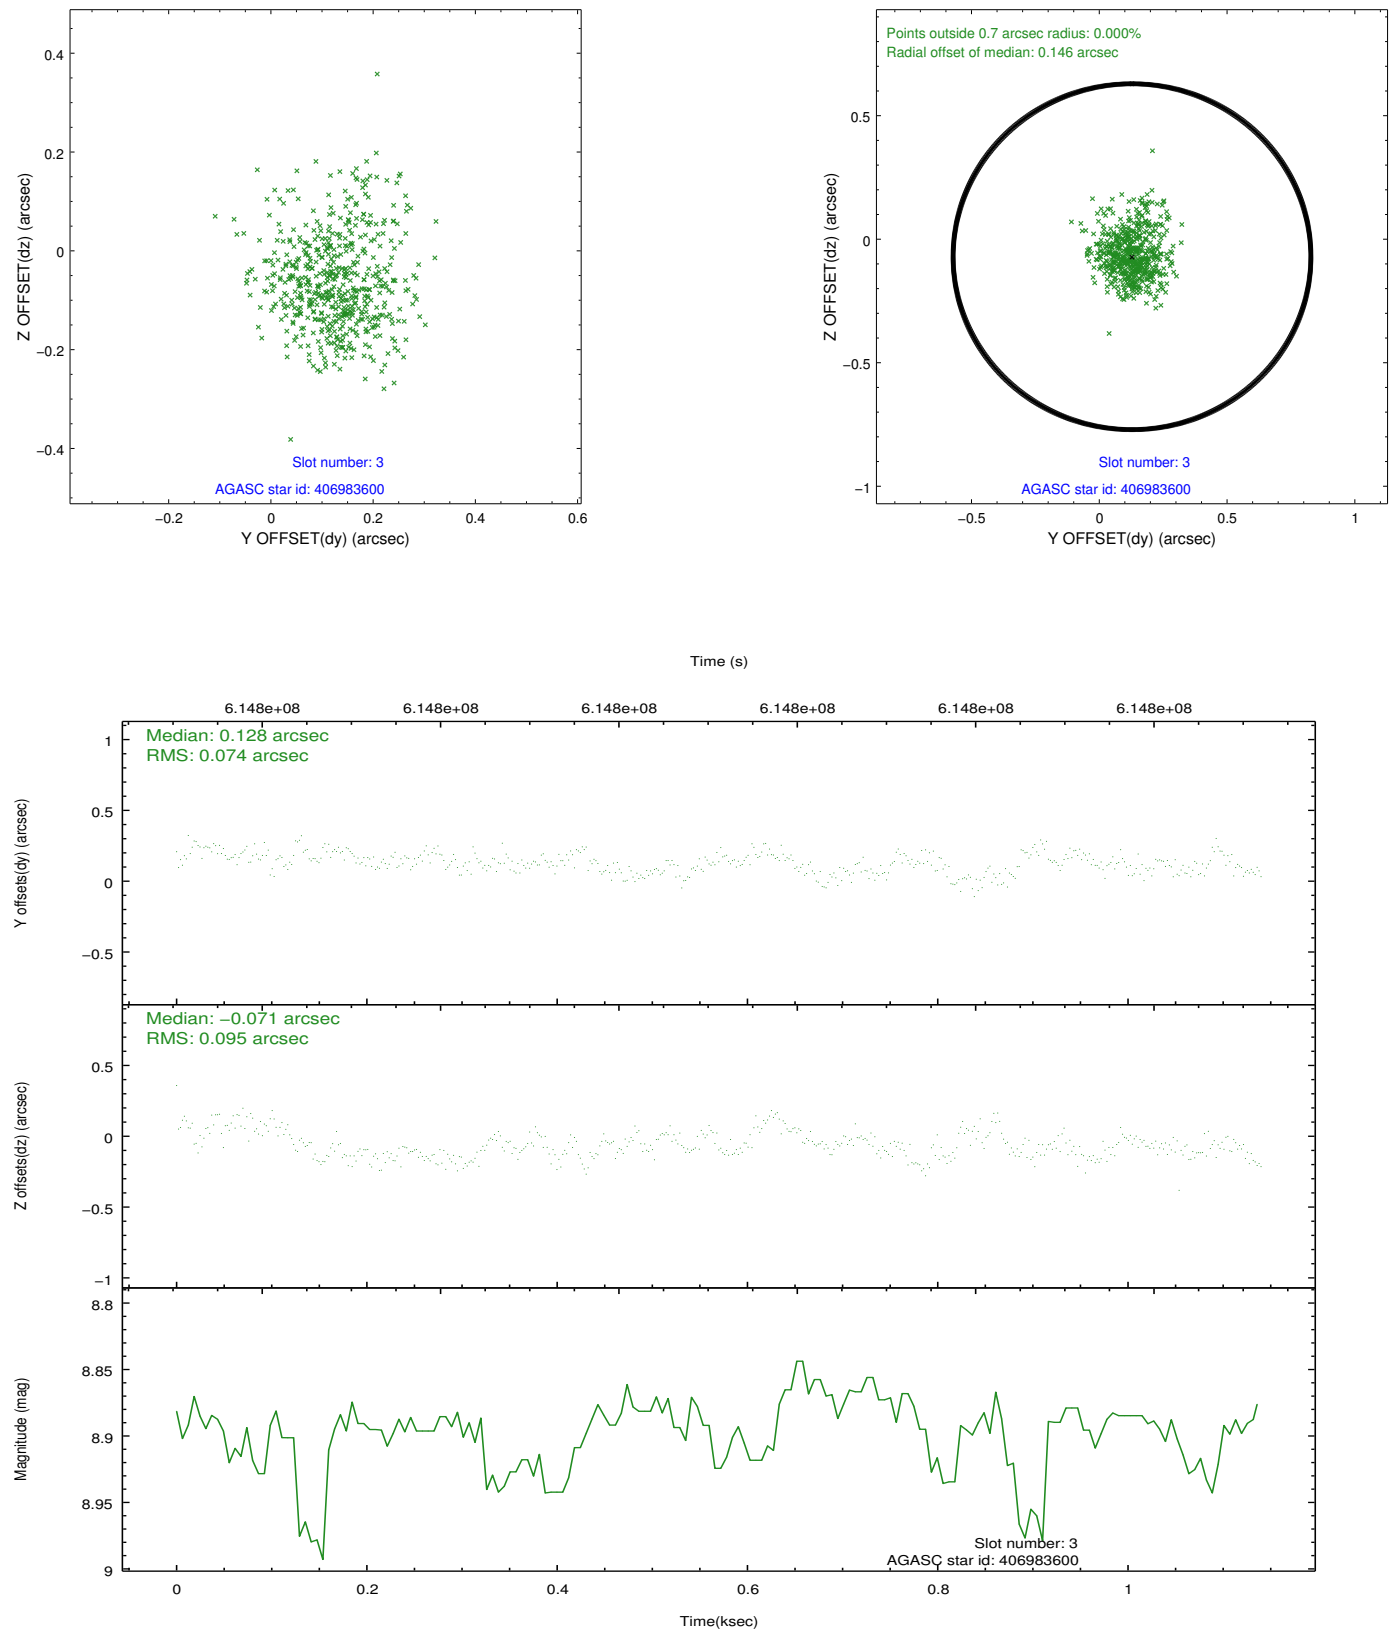 0.4
0.2
0
−0.2
−0.4
Z OFFSET(dz) (arcsec)
Slot number: 3
AGASC star id: 406983600
−0.2 0 0.2 0.4 0.6
Y OFFSET(dy) (arcsec)
Points outside 0.7 arcsec radius: 0.000%
Radial offset of median: 0.146 arcsec
0.5
0
−0.5
−1
Z OFFSET(dz) (arcsec)
Slot number: 3
AGASC star id: 406983600
−0.5 0 0.5 1
Y OFFSET(dy) (arcsec)
Time (s)
6.148e+08 6.148e+08 6.148e+08 6.148e+08 6.148e+08 6.148e+08
Median: 0.128 arcsec
RMS: 0.074 arcsec
1
0.5
0
−0.5
Y offsets(dy) (arcsec)
Median: −0.071 arcsec
RMS: 0.095 arcsec
0.5
0
−0.5
−1
Z offsets(dz) (arcsec)
8.8
8.85
8.9
8.95
9
Magnitude (mag)
Slot number: 3
AGASC star id: 406983600
0 0.2 0.4 0.6 0.8 1
Time(ksec)